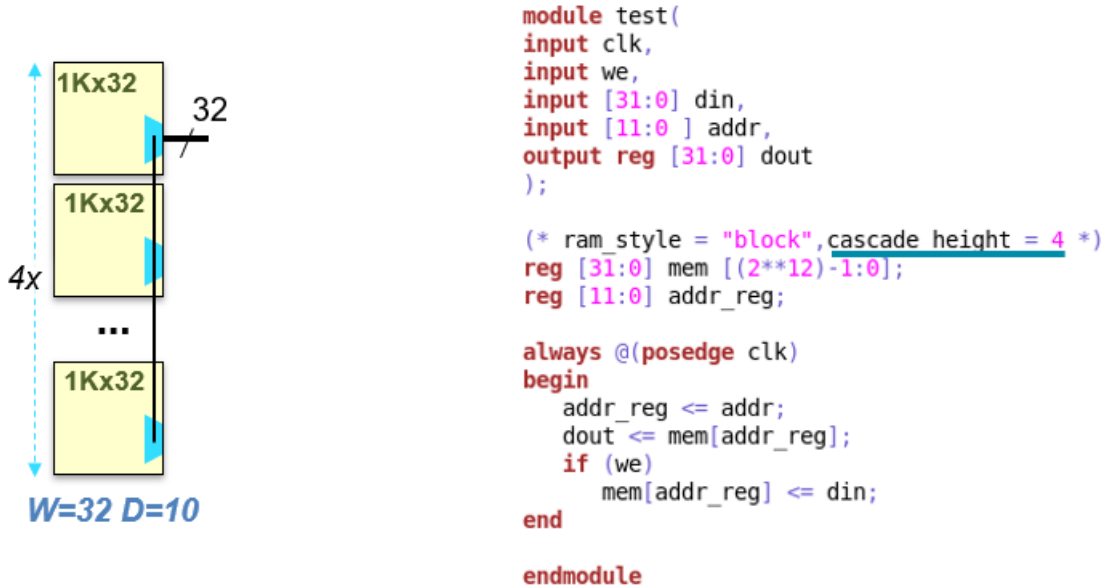 1Kx32
32
1Kx32
4x
...
1Kx32
W=32 D=10
module test(
input clk,
input we,
input [31:0] din,
input [11:0 ] addr,
output reg [31:0] dout
);
(* ram_style = "block",cascade_height = 4 *)
reg [31:0] mem [(2**12)-1:0];
reg [11:0] addr_reg;
always @(posedge clk)
begin
addr_reg <= addr;
dout <= mem[addr_reg];
if (we)
mem[addr_reg] <= din;
end
endmodule